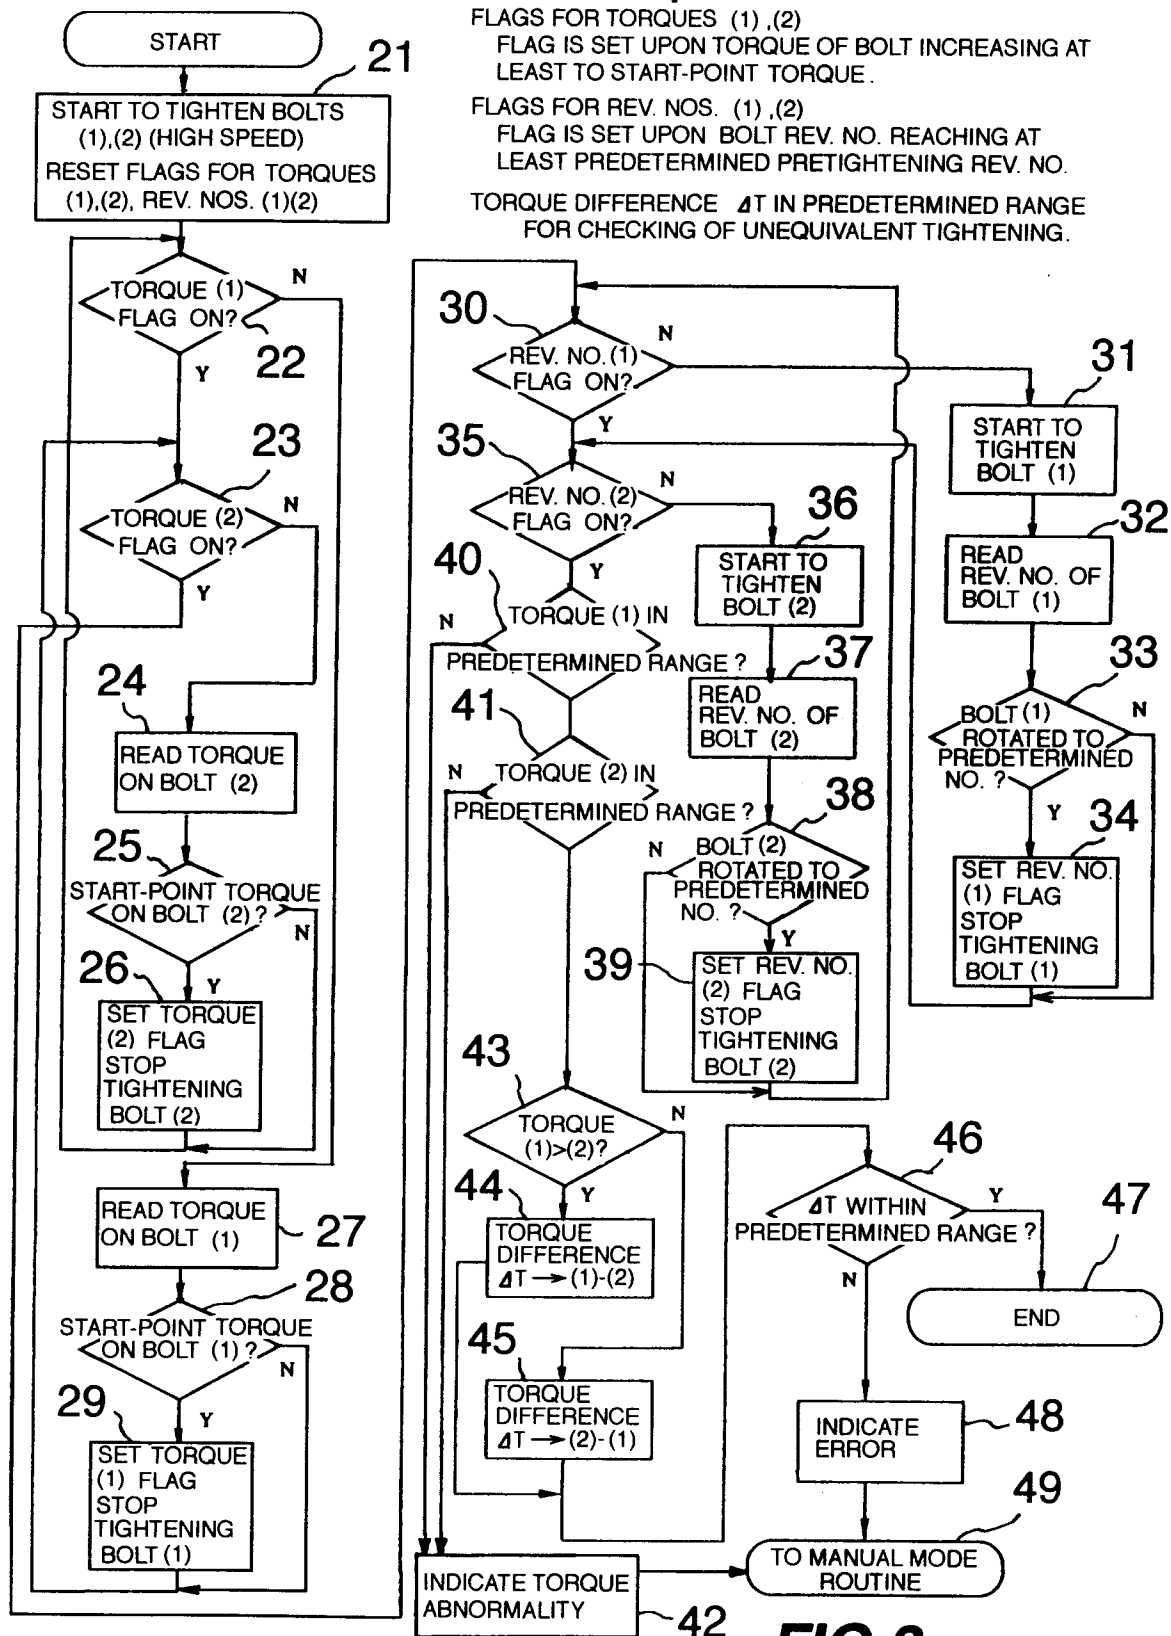 FLAGS FOR TORQUES (1) ,(2)
FLAG IS SET UPON TORQUE OF BOLT INCREASING AT
LEAST TO START-POINT TORQUE.
FLAGS FOR REV. NOS. (1) ,(2)
FLAG IS SET UPON BOLT REV. NO. REACHING AT
LEAST PREDETERMINED PRETIGHTENING REV. NO.
TORQUE DIFFERENCE ΔT IN PREDETERMINED RANGE
FOR CHECKING OF UNEQUIVALENT TIGHTENING.
START
21
START TO TIGHTEN BOLTS
(1),(2) (HIGH SPEED)
RESET FLAGS FOR TORQUES
(1),(2), REV. NOS. (1)(2)
TORQUE (1)
FLAG ON?
N
22
Y
23
TORQUE (2)
FLAG ON?
N
Y
24
READ TORQUE
ON BOLT (2)
25
START-POINT TORQUE
ON BOLT (2) ?
N
Y
26
SET TORQUE
(2) FLAG
STOP
TIGHTENING
BOLT (2)
READ TORQUE
ON BOLT (1)
27
28
START-POINT TORQUE
ON BOLT (1) ?
N
Y
29
SET TORQUE
(1) FLAG
STOP
TIGHTENING
BOLT (1)
30
REV. NO. (1)
FLAG ON?
N
Y
31
START TO
TIGHTEN
BOLT (1)
32
READ
REV. NO. OF
BOLT (1)
33
BOLT (1)
ROTATED TO
PREDETERMINED
NO. ?
N
Y
34
SET REV. NO.
(1) FLAG
STOP
TIGHTENING
BOLT (1)
35
REV. NO. (2)
FLAG ON?
N
Y
36
START TO
TIGHTEN
BOLT (2)
37
READ
REV. NO. OF
BOLT (2)
38
BOLT (2)
ROTATED TO
PREDETERMINED
NO. ?
N
Y
39
SET REV. NO.
(2) FLAG
STOP
TIGHTENING
BOLT (2)
40
TORQUE (1) IN
PREDETERMINED RANGE ?
N
41
TORQUE (2) IN
PREDETERMINED RANGE ?
N
43
TORQUE
(1)>(2)?
N
Y
44
TORQUE
DIFFERENCE
ΔT → (1)-(2)
45
TORQUE
DIFFERENCE
ΔT → (2)-(1)
46
ΔT WITHIN
PREDETERMINED RANGE ?
Y
N
47
END
INDICATE
ERROR
48
49
TO MANUAL MODE
ROUTINE
INDICATE TORQUE
ABNORMALITY
42